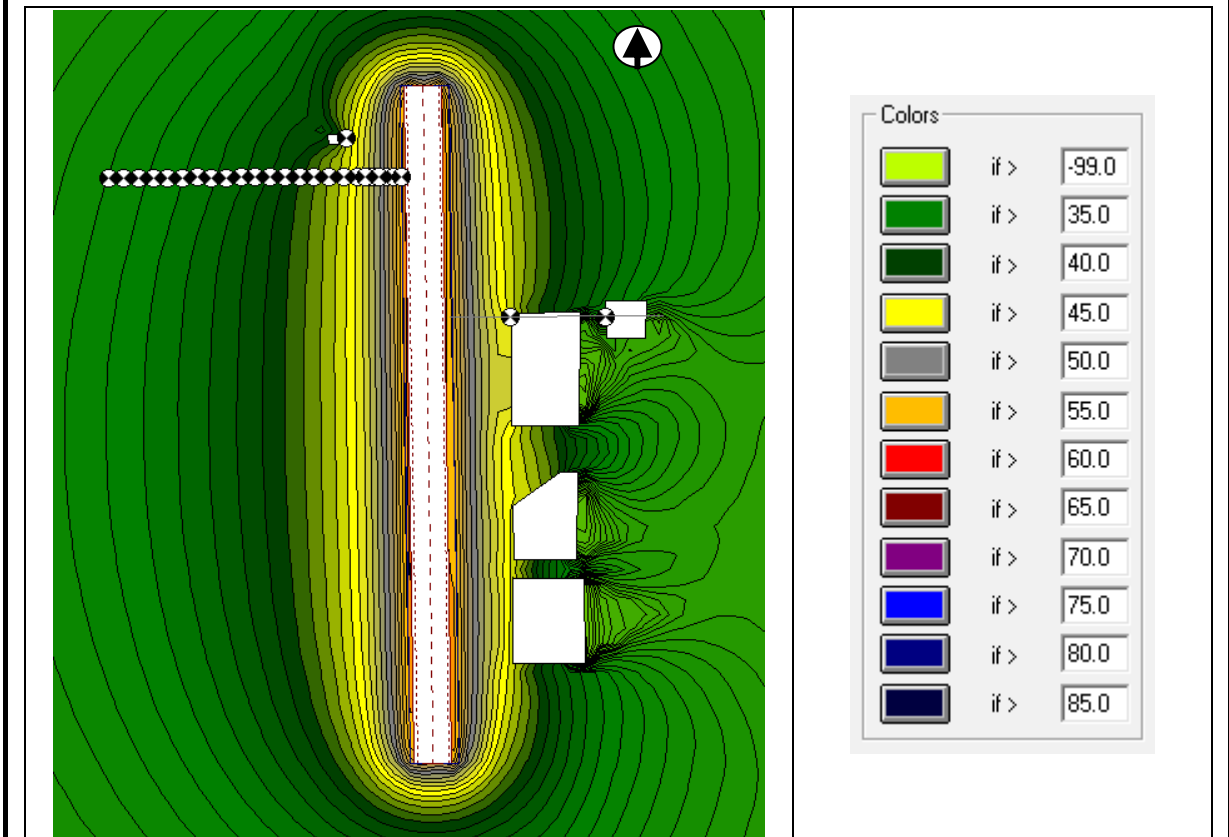 Colors
if > -99.0
if > 35.0
if > 40.0
if > 45.0
if > 50.0
if > 55.0
if > 60.0
if > 65.0
if > 70.0
if > 75.0
if > 80.0
if > 85.0